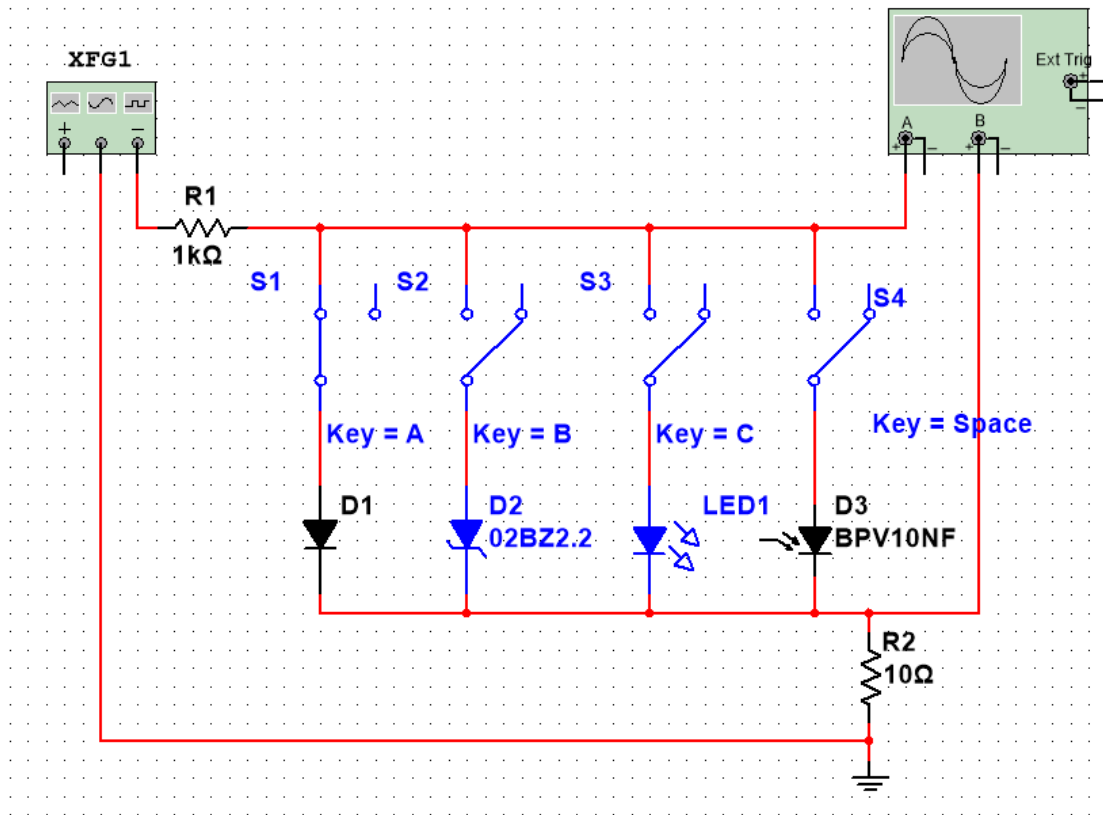 XFG1
Ext Trig
+
−
A
B
+ − + −
+ −
R1
1kΩ
S1
S2
S3
S4
Key = A
Key = B
Key = C
Key = Space
D1
D2
02BZ2.2
LED1
D3
BPV10NF
R2
10Ω